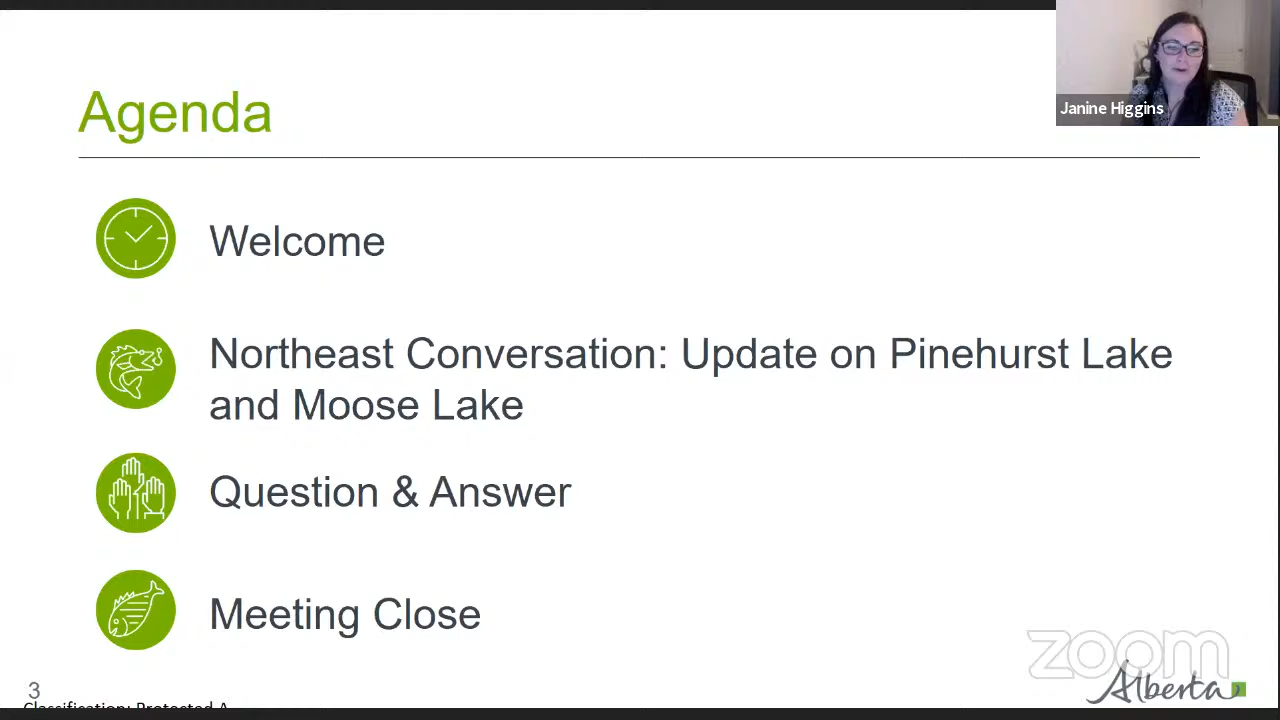 Agenda
Janine Higgins
Welcome
Northeast Conversation: Update on Pinehurst Lake
and Moose Lake
Question & Answer
Meeting Close
zoom
Alberta
3
Classification: Protected A